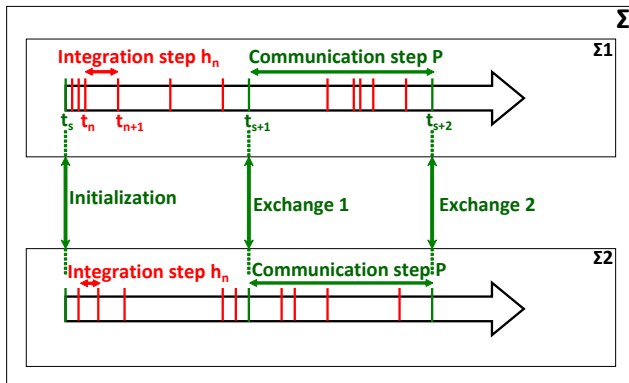 Σ
Σ1
Integration step hn
Communication step P
ts
tn
tn+1
ts+1
ts+2
Initialization
Exchange 1
Exchange 2
Σ2
Integration step hn
Communication step P